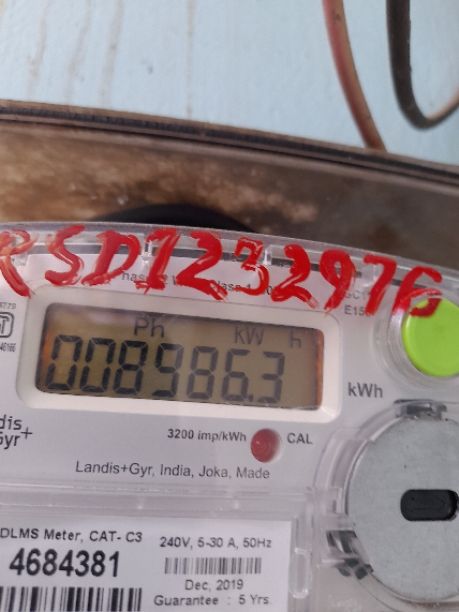 RSD1232976
E15
Ph kW h
008986.3
kWh
3200 imp/kWh CAL
Landis+Gyr, India, Joka, Made
DLMS Meter, CAT- C3
4684381
240V, 5-30 A, 50Hz
Dec, 2019
Guarantee : 5 Yrs.